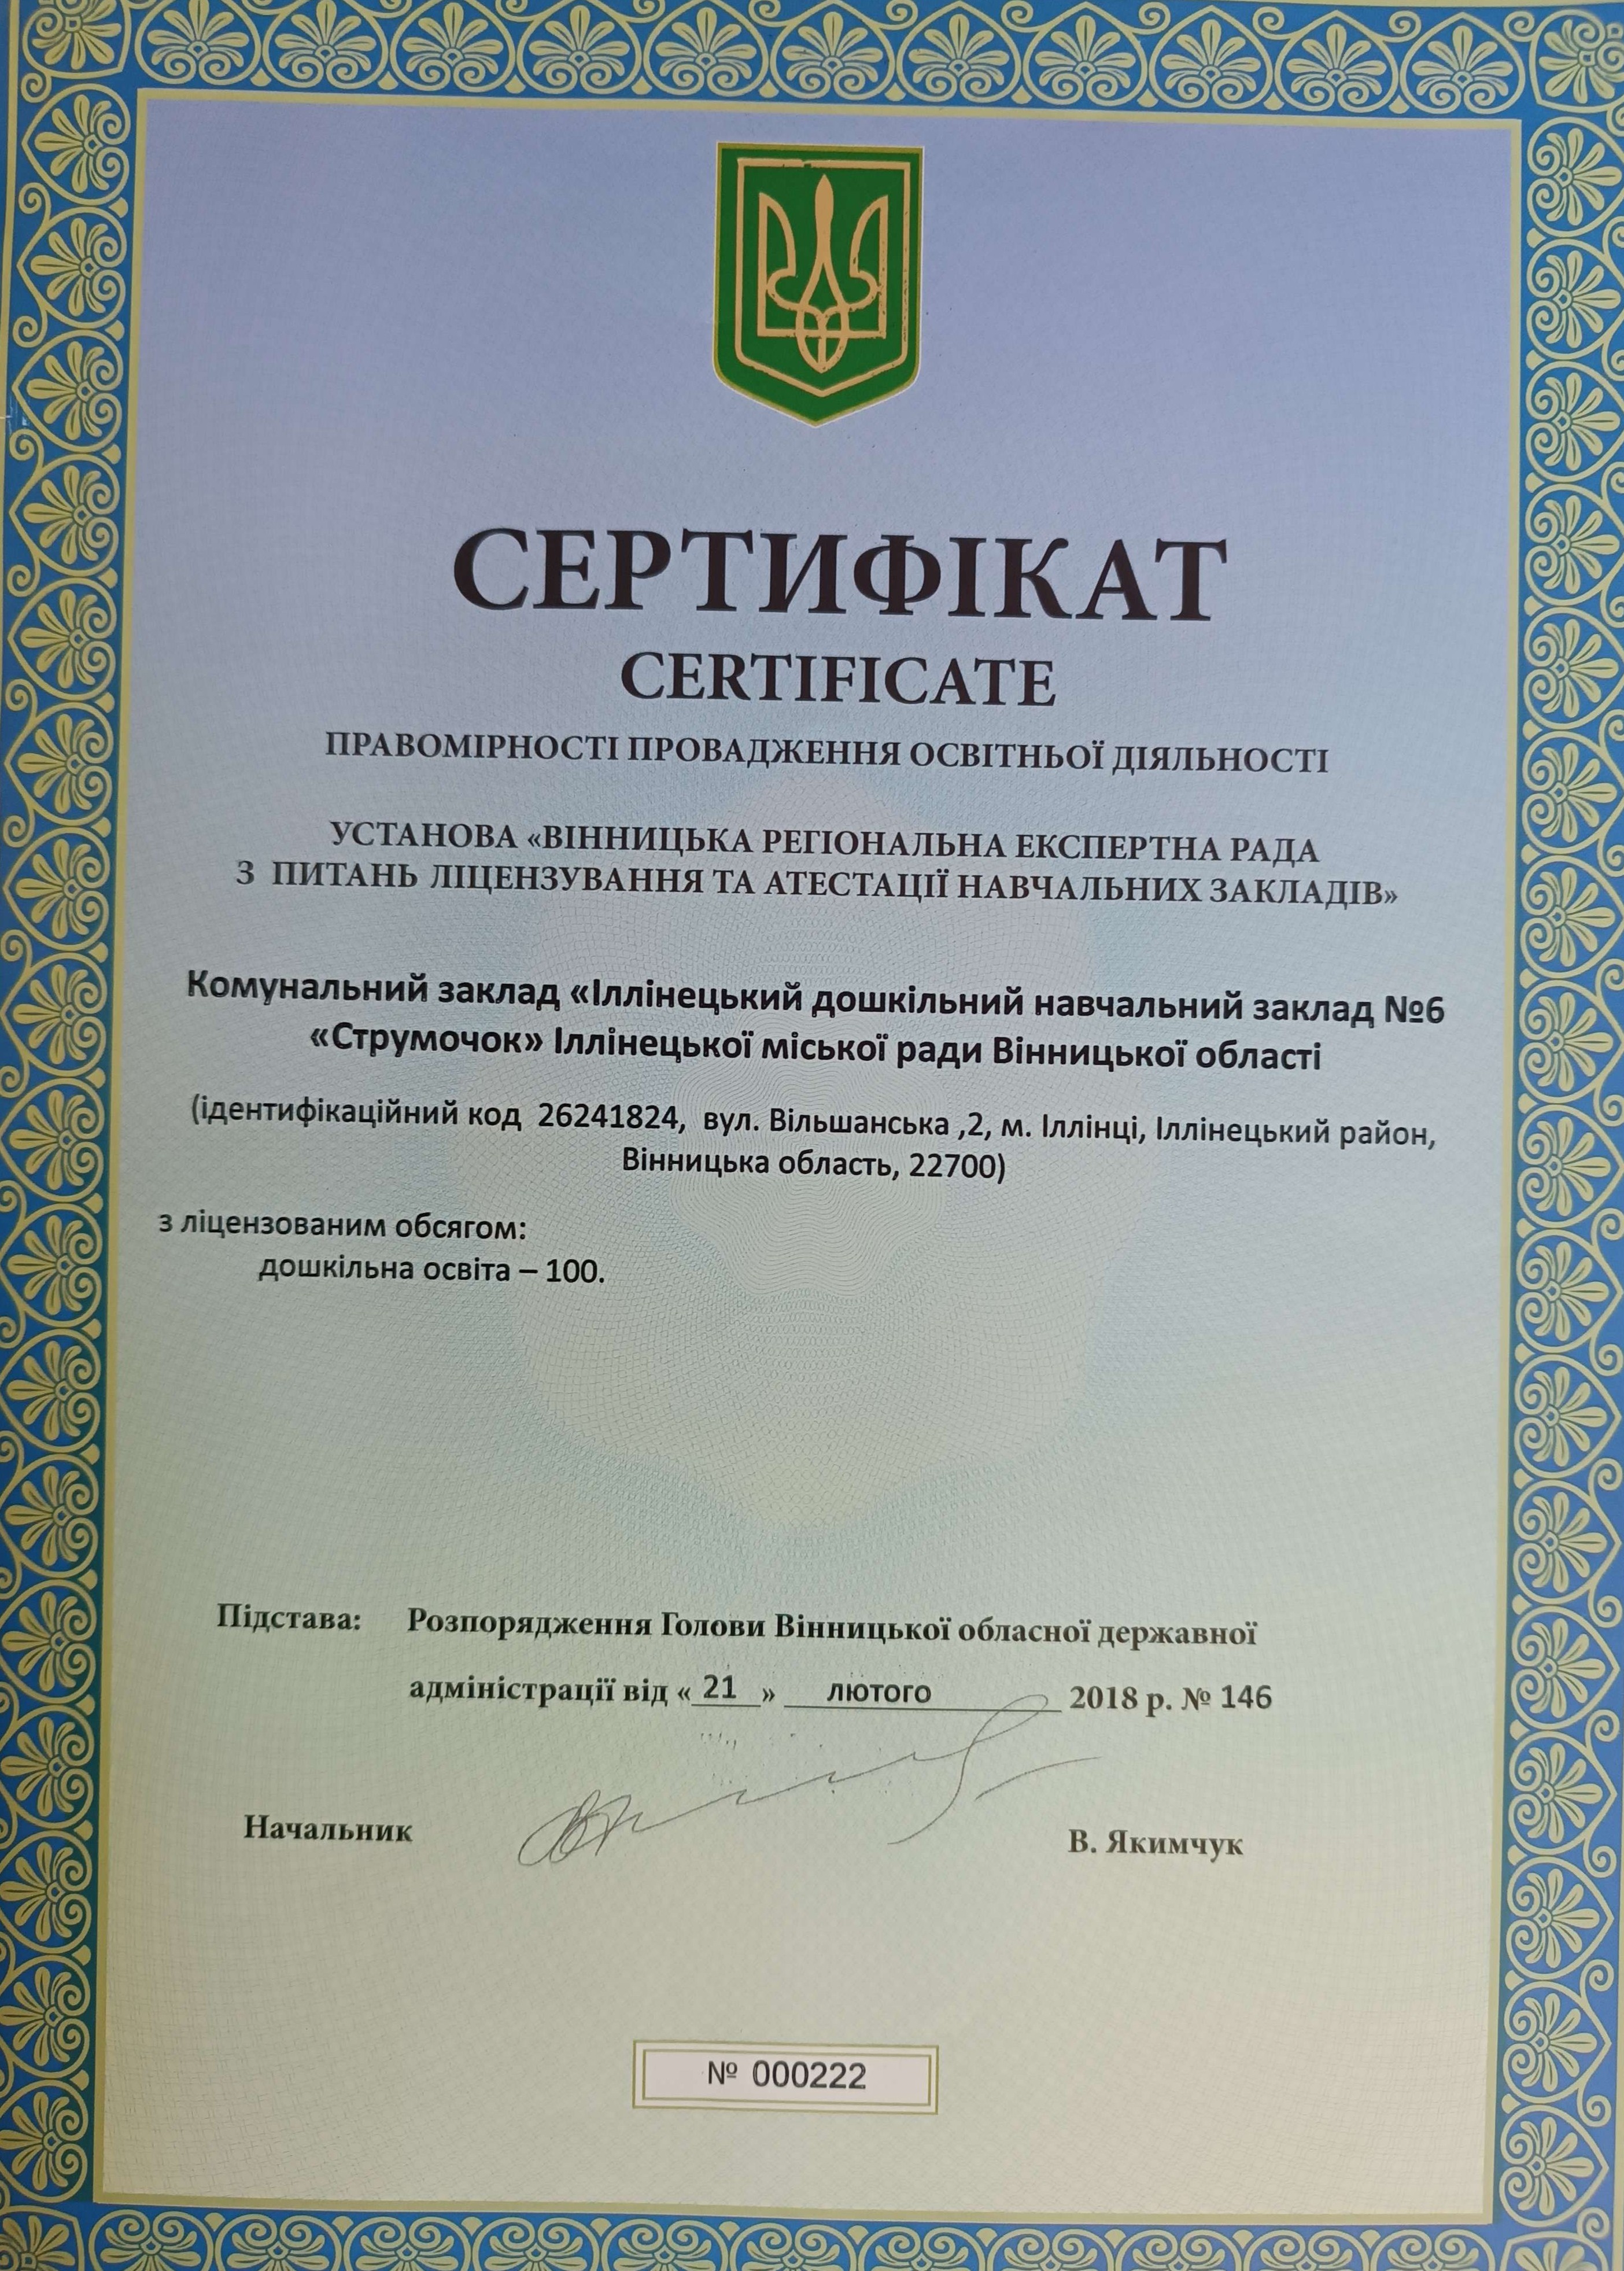 СЕРТИФІКАТ
CERTIFICATE
ПРАВОМІРНОСТІ ПРОВАДЖЕННЯ ОСВІТНЬОЇ ДІЯЛЬНОСТІ
УСТАНОВА «ВІННИЦЬКА РЕГІОНАЛЬНА ЕКСПЕРТНА РАДА
З ПИТАНЬ ЛІЦЕНЗУВАННЯ ТА АТЕСТАЦІЇ НАВЧАЛЬНИХ ЗАКЛАДІВ»
Комунальний заклад «Іллінецький дошкільний навчальний заклад №6
«Струмочок» Іллінецької міської ради Вінницької області
(ідентифікаційний код 26241824, вул. Вільшанська ,2, м. Іллінці, Іллінецький район,
Вінницька область, 22700)
з ліцензованим обсягом:
дошкільна освіта – 100.
Підстава: Розпорядження Голови Вінницької обласної державної
адміністрації від « 21 » лютого 2018 р. № 146
Начальник В. Якимчук
№ 000222